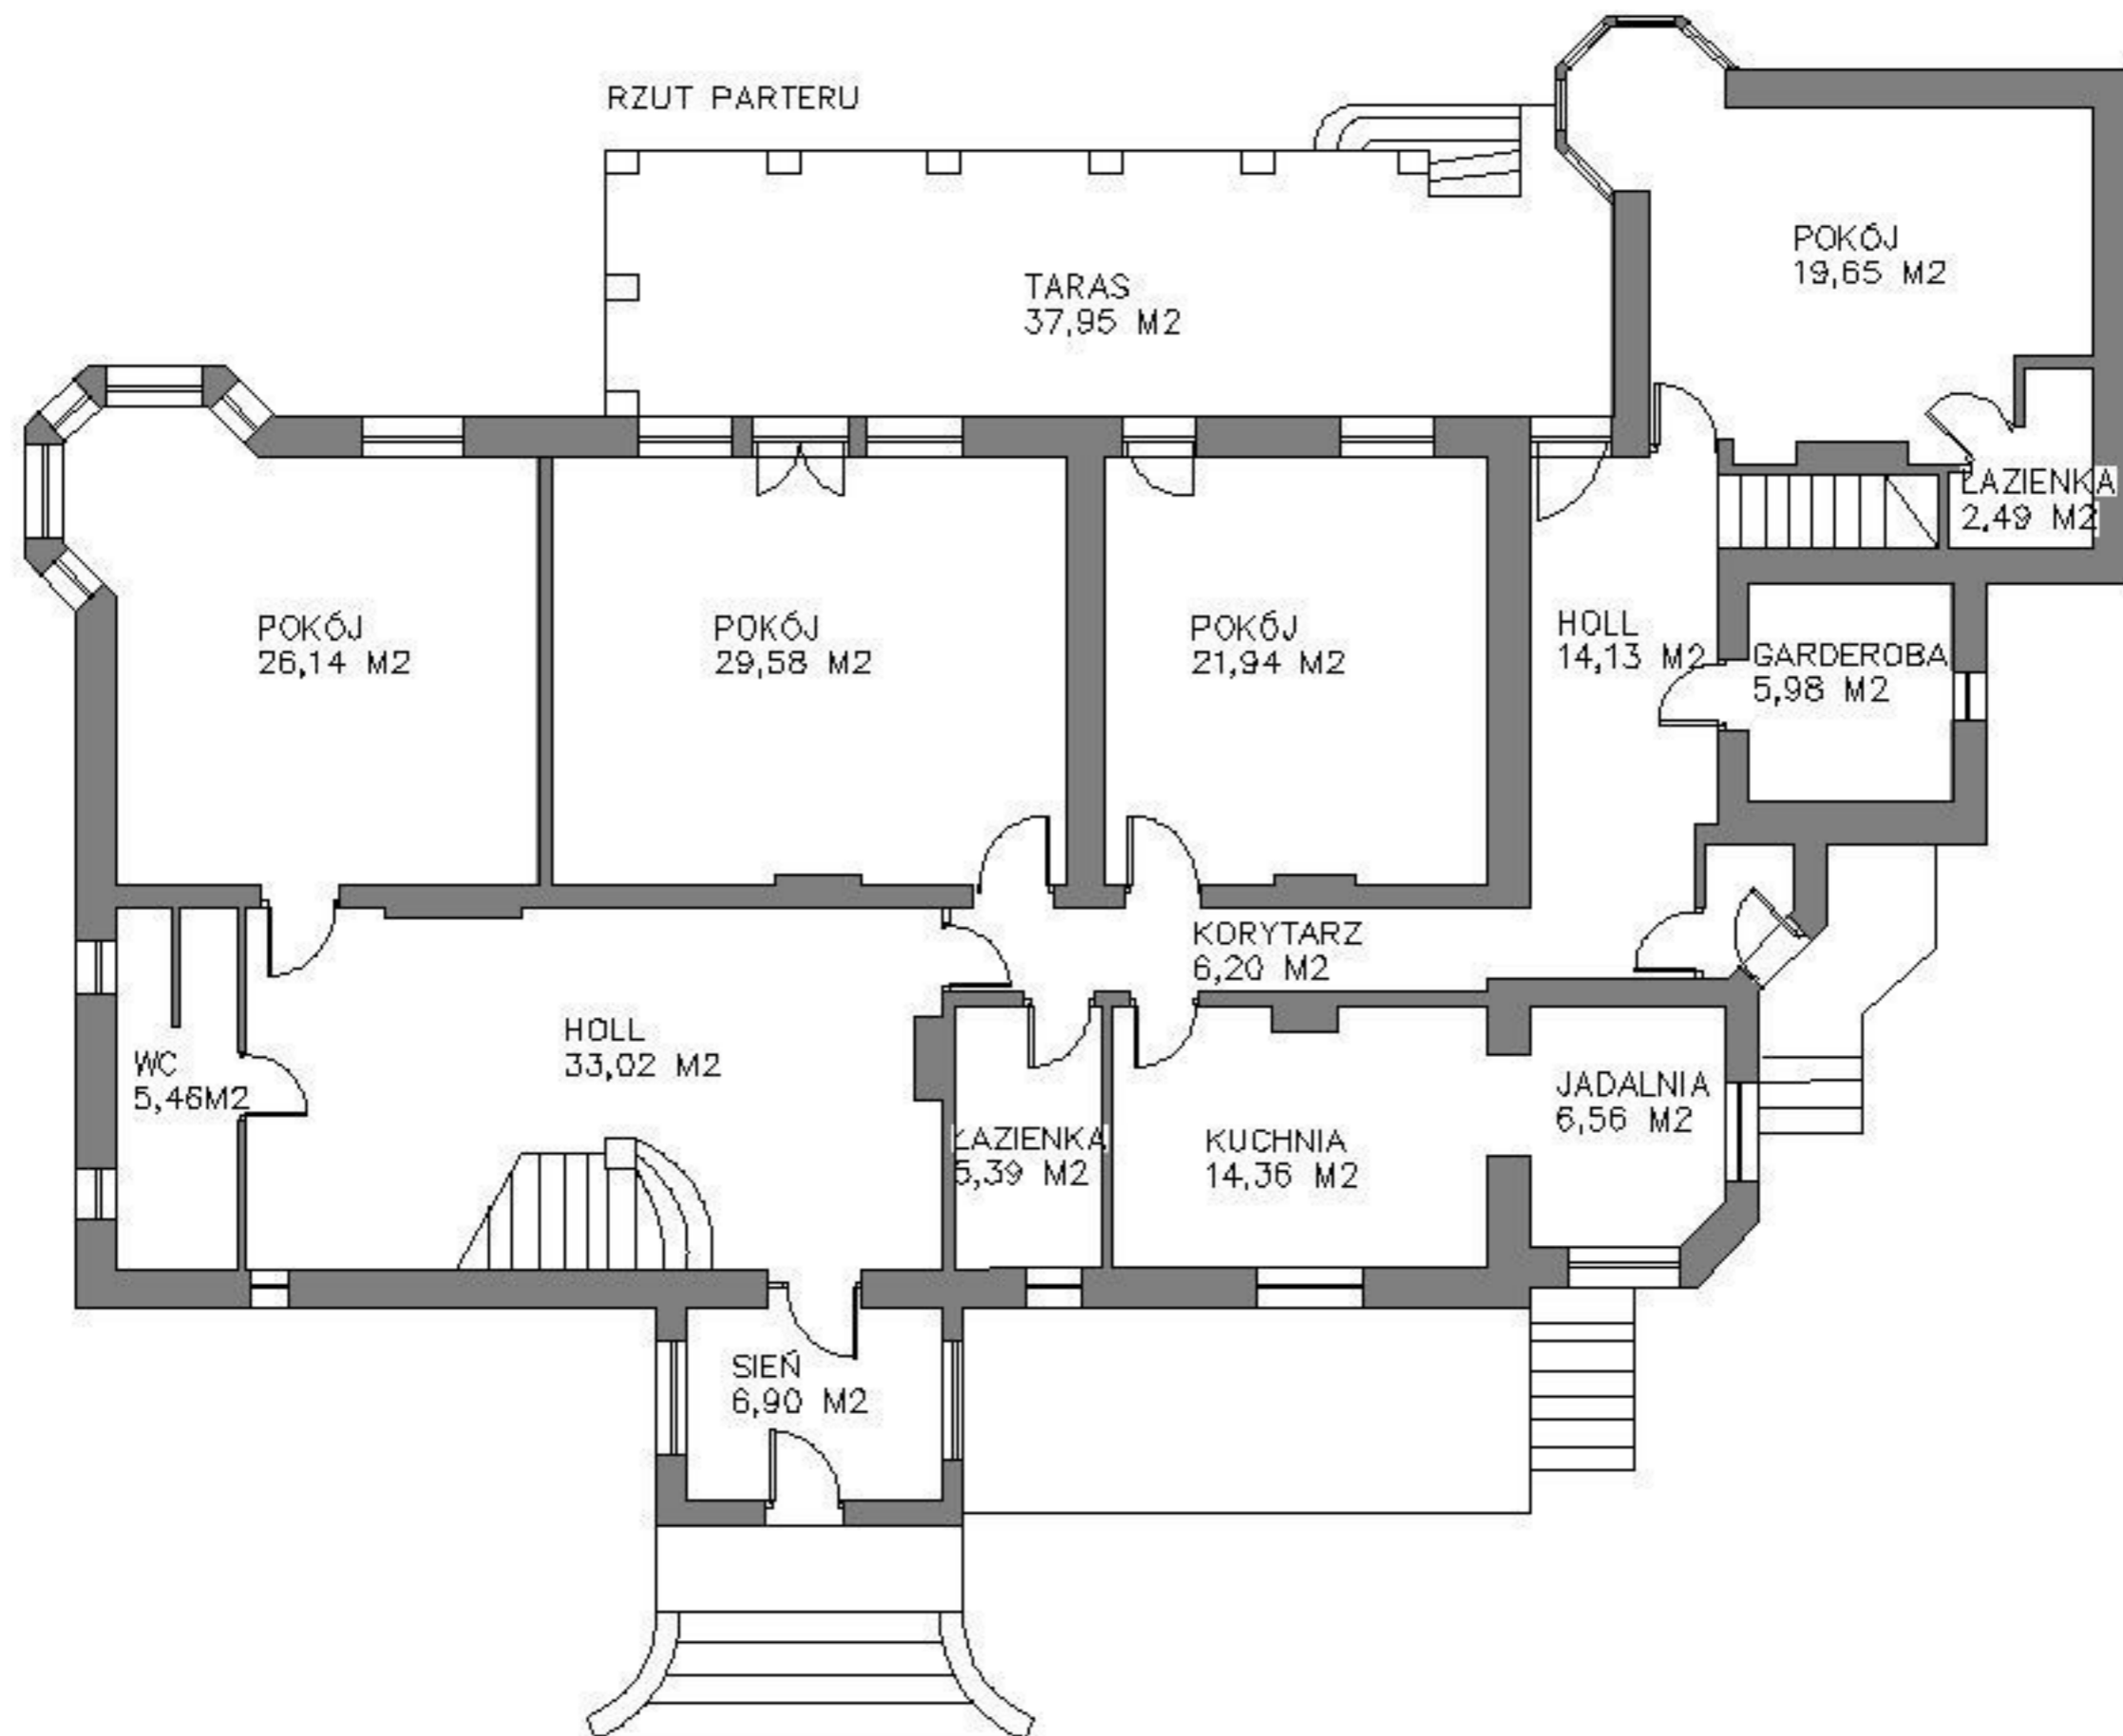 RZUT PARTERU
POKÓJ
19,65 M2
TARAS
37,95 M2
ŁAZIENKA
2,49 M2
POKÓJ
26,14 M2
POKÓJ
29,58 M2
POKÓJ
21,94 M2
HOLL
14,13 M2
GARDEROBA
5,98 M2
KORYTARZ
6,20 M2
HOLL
33,02 M2
WC
5,46M2
JADALNIA
6,56 M2
ŁAZIENKA
5,39 M2
KUCHNIA
14,36 M2
SIEŃ
6,90 M2